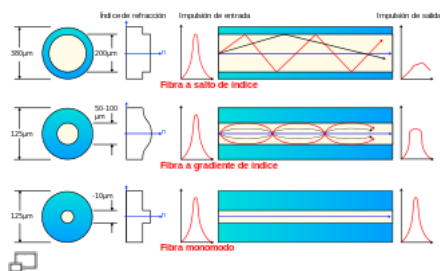 Índice de refracción
Impulsión de entrada
Impulsión de salida
380µm
200µm
n
Fibra a salto de índice
125µm
50-100
µm
n
Fibra a gradiente de índice
125µm
-10µm
n
Fibra monomodo